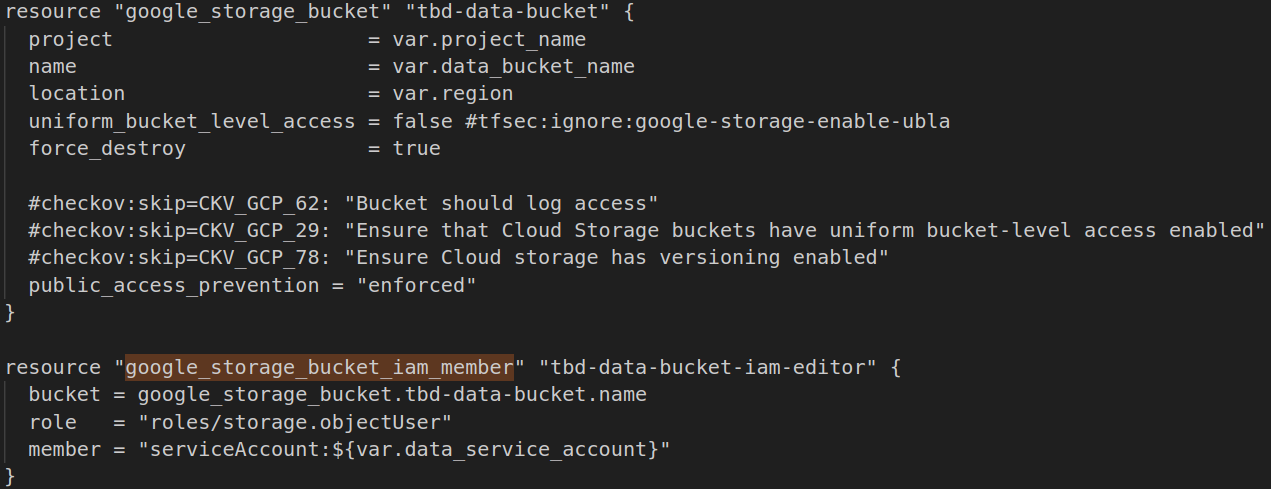 resource "google_storage_bucket" "tbd-data-bucket" {
  project                     = var.project_name
  name                        = var.data_bucket_name
  location                    = var.region
  uniform_bucket_level_access = false #tfsec:ignore:google-storage-enable-ubla
  force_destroy               = true

  #checkov:skip=CKV_GCP_62: "Bucket should log access"
  #checkov:skip=CKV_GCP_29: "Ensure that Cloud Storage buckets have uniform bucket-level access enabled"
  #checkov:skip=CKV_GCP_78: "Ensure Cloud storage has versioning enabled"
  public_access_prevention = "enforced"
}

resource "google_storage_bucket_iam_member" "tbd-data-bucket-iam-editor" {
  bucket = google_storage_bucket.tbd-data-bucket.name
  role   = "roles/storage.objectUser"
  member = "serviceAccount:${var.data_service_account}"
}